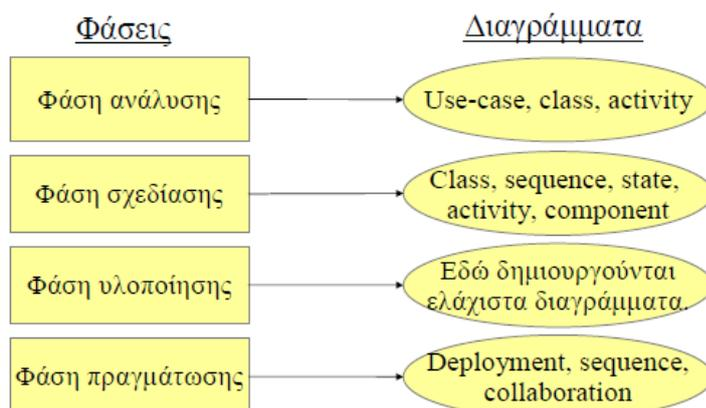 Φάσεις
Διαγράμματα
Φάση ανάλυσης
Use-case, class, activity
Φάση σχεδίασης
Class, sequence, state,
activity, component
Φάση υλοποίησης
Εδώ δημιουργούνται
ελάχιστα διαγράμματα.
Φάση πραγμάτωσης
Deployment, sequence,
collaboration